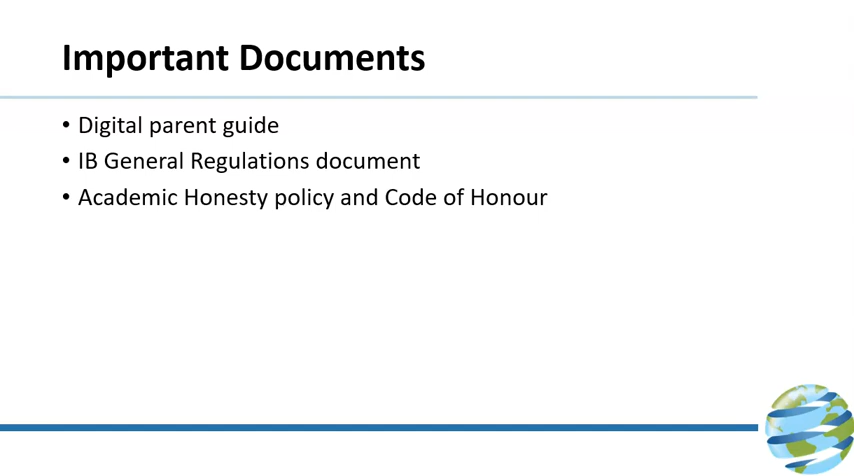 Important Documents
• Digital parent guide
• IB General Regulations document
• Academic Honesty policy and Code of Honour